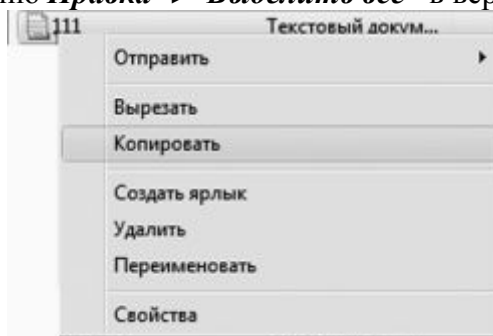 111 Текстовый докум...
Отправить
Вырезать
Копировать
Создать ярлык
Удалить
Переименовать
Свойства